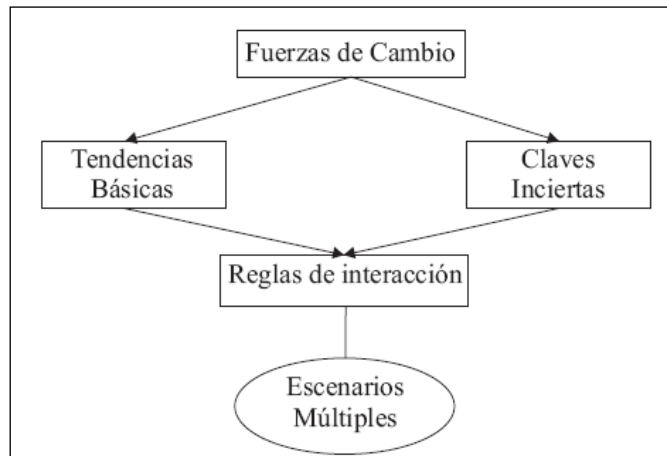 Fuerzas de Cambio
Tendencias
Básicas
Claves
Inciertas
Reglas de interacción
Escenarios
Múltiples